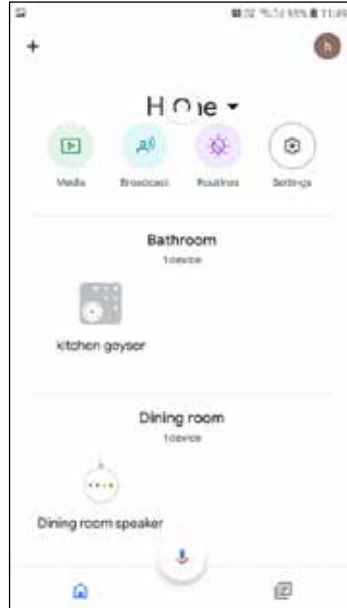 h
Media Broadcast Routines Settings
Bathroom
1 device
kitchen geyser
Dining room
1 device
Dining room speaker